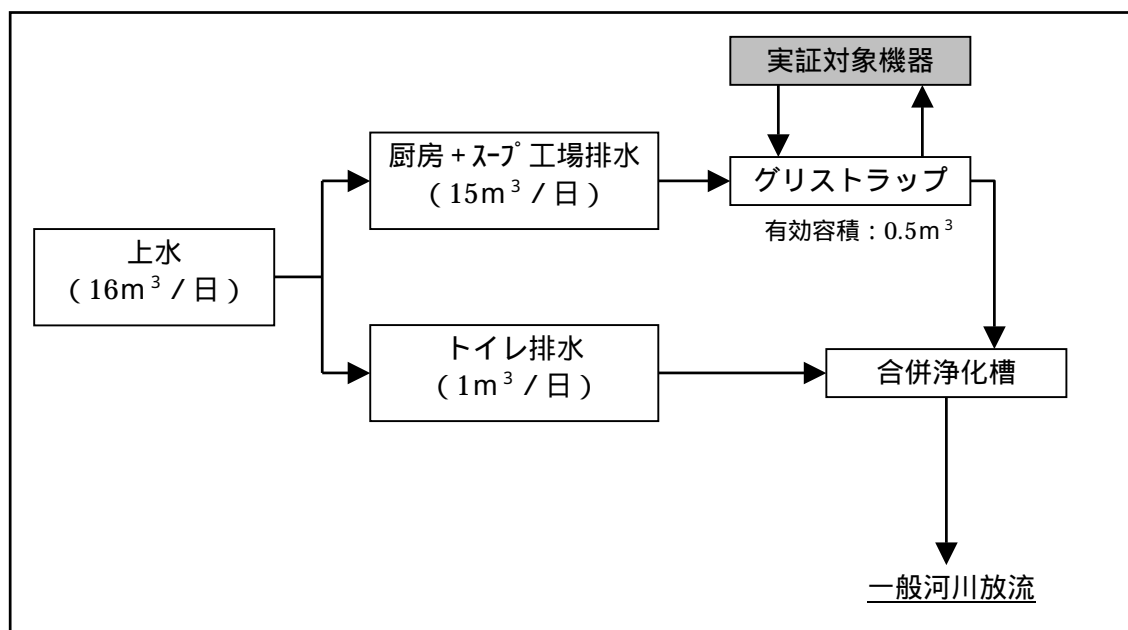 実証対象機器
厨房+ｽｰﾌﾟ工場排水
(15m³/日)
グリストラップ
有効容積:0.5m³
上水
(16m³/日)
トイレ排水
(1m³/日)
合併浄化槽
一般河川放流